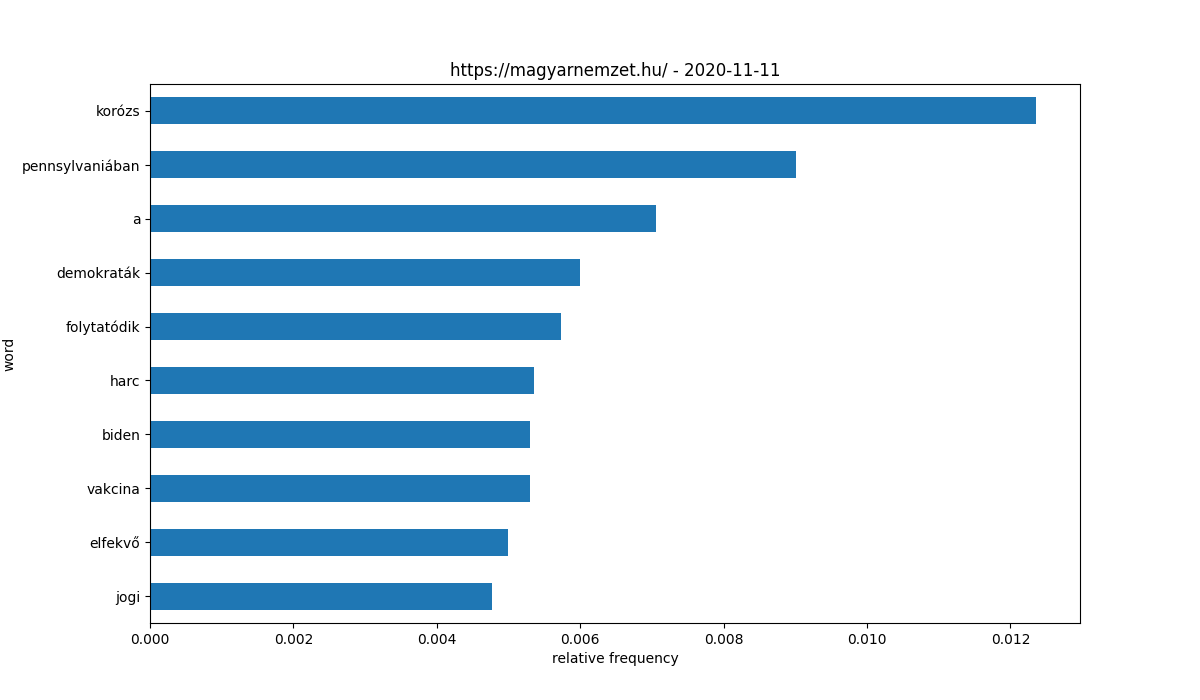 https://magyarnemzet.hu/ - 2020-11-11
korózs
pennsylvaniában
a
demokraták
folytatódik
harc
biden
vakcina
elfekvő
jogi
word
0.000 0.002 0.004 0.006 0.008 0.010 0.012
relative frequency